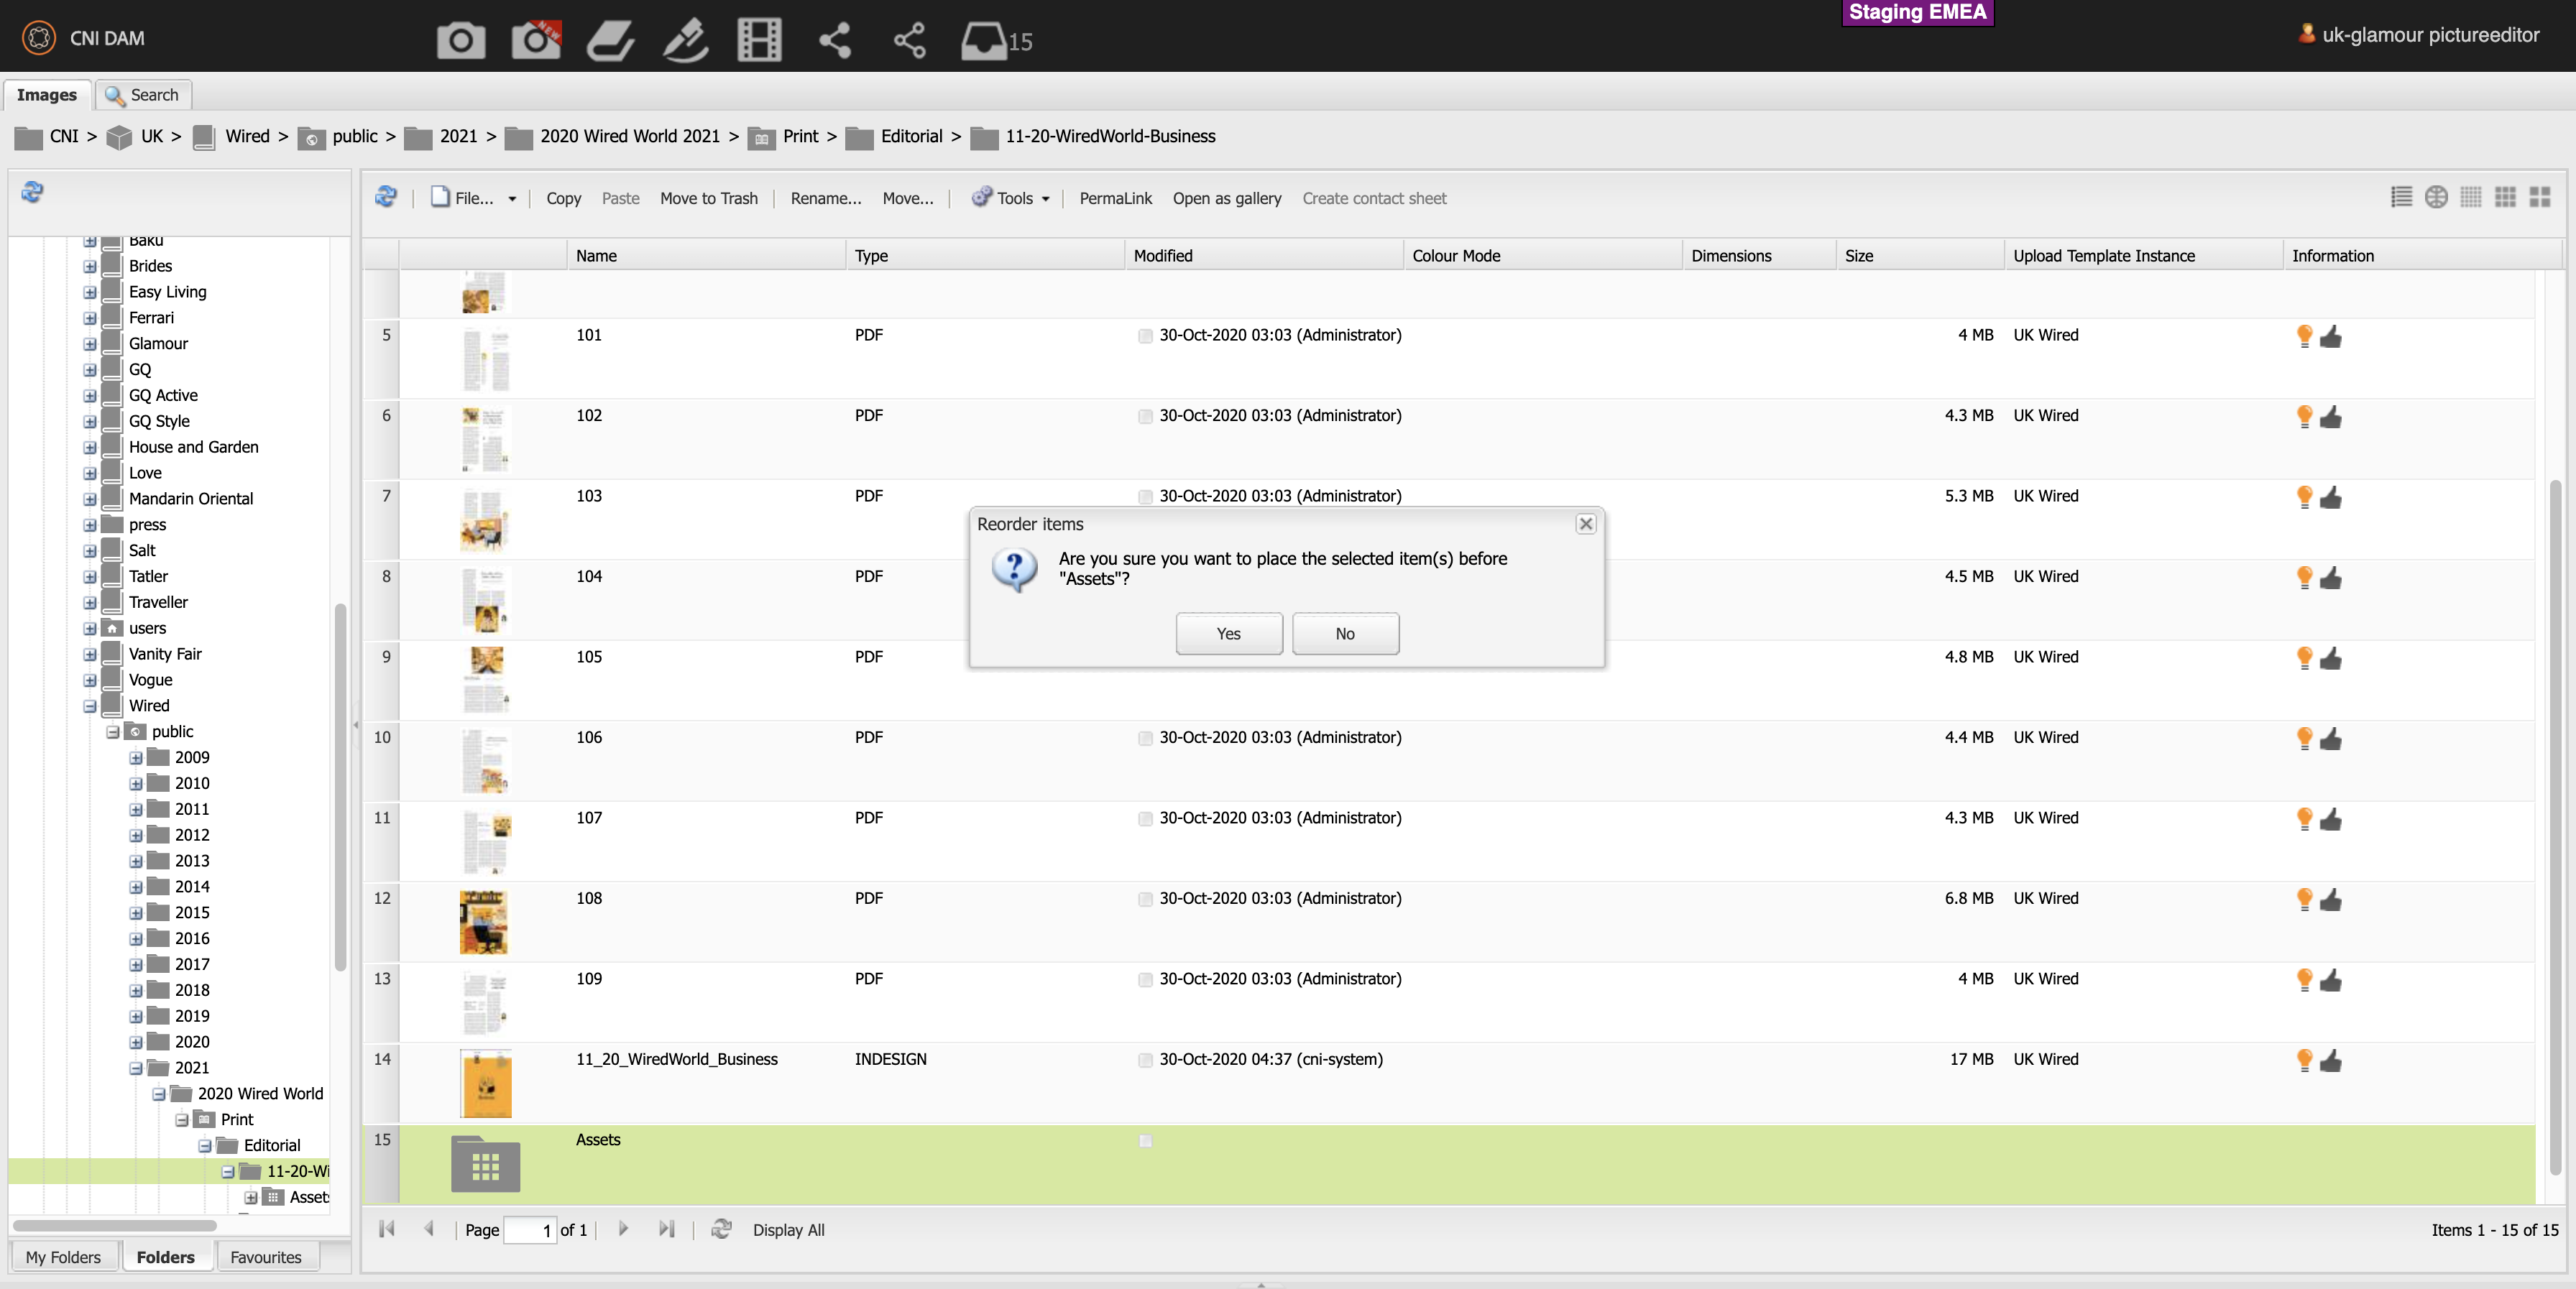 Staging EMEA
CNI DAM
NEW
15
uk-glamour pictureeditor
Images
Search
CNI > UK > Wired > public > 2021 > 2020 Wired World 2021 > Print > Editorial > 11-20-WiredWorld-Business
File... Copy Paste Move to Trash Rename... Move... Tools PermaLink Open as gallery Create contact sheet
Name Type Modified Colour Mode Dimensions Size Upload Template Instance Information
Baku
Brides
Easy Living
Ferrari
Glamour
GQ
GQ Active
GQ Style
House and Garden
Love
Mandarin Oriental
press
Salt
Tatler
Traveller
users
Vanity Fair
Vogue
Wired
public
2009
2010
2011
2012
2013
2014
2015
2016
2017
2018
2019
2020
2021
2020 Wired World
Print
Editorial
11-20-Wi
Assets
My Folders Folders Favourites
5 101 PDF 30-Oct-2020 03:03 (Administrator) 4 MB UK Wired
6 102 PDF 30-Oct-2020 03:03 (Administrator) 4.3 MB UK Wired
7 103 PDF 30-Oct-2020 03:03 (Administrator) 5.3 MB UK Wired
8 104 PDF 4.5 MB UK Wired
9 105 PDF 4.8 MB UK Wired
10 106 PDF 30-Oct-2020 03:03 (Administrator) 4.4 MB UK Wired
11 107 PDF 30-Oct-2020 03:03 (Administrator) 4.3 MB UK Wired
12 108 PDF 30-Oct-2020 03:03 (Administrator) 6.8 MB UK Wired
13 109 PDF 30-Oct-2020 03:03 (Administrator) 4 MB UK Wired
14 11_20_WiredWorld_Business INDESIGN 30-Oct-2020 04:37 (cni-system) 17 MB UK Wired
15 Assets
Reorder items
Are you sure you want to place the selected item(s) before
"Assets"?
Yes No
Page 1 of 1 Display All
Items 1 - 15 of 15